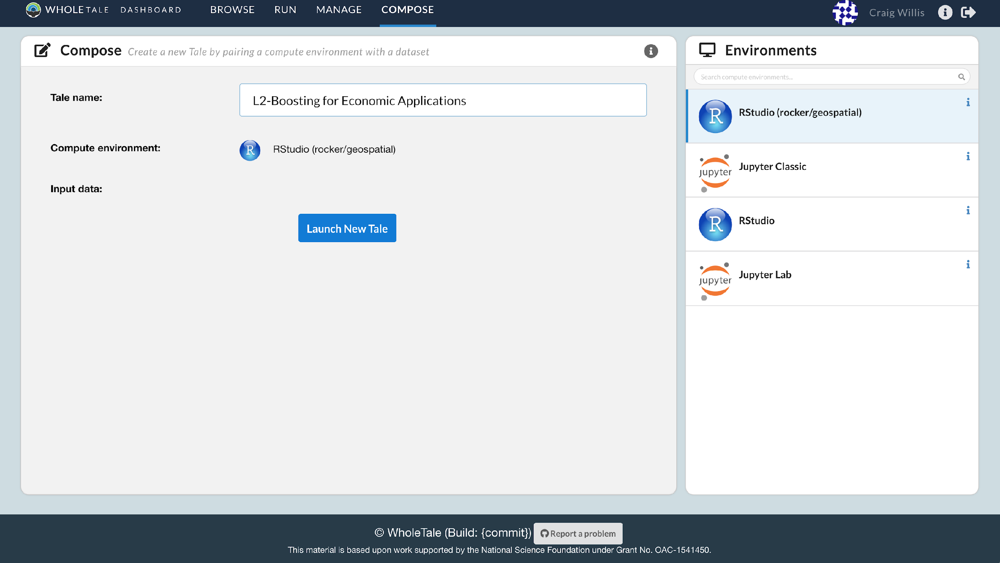 WHOLETALE DASHBOARD BROWSE RUN MANAGE COMPOSE Craig Willis
Compose Create a new Tale by pairing a compute environment with a dataset
Tale name: L2-Boosting for Economic Applications
Compute environment: R RStudio (rocker/geospatial)
Input data:
Launch New Tale
Environments
Search compute environments...
R RStudio (rocker/geospatial)
jupyter Jupyter Classic
R RStudio
jupyter Jupyter Lab
© WholeTale (Build: {commit}) Report a problem
This material is based upon work supported by the National Science Foundation under Grant No. OAC-1541450.